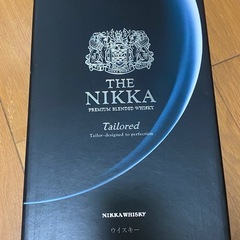 THE
NIKKA
PREMIUM BLENDED WHISKY
Tailored
Tailor-designed to perfection
NIKKA WHISKY
ウイスキー